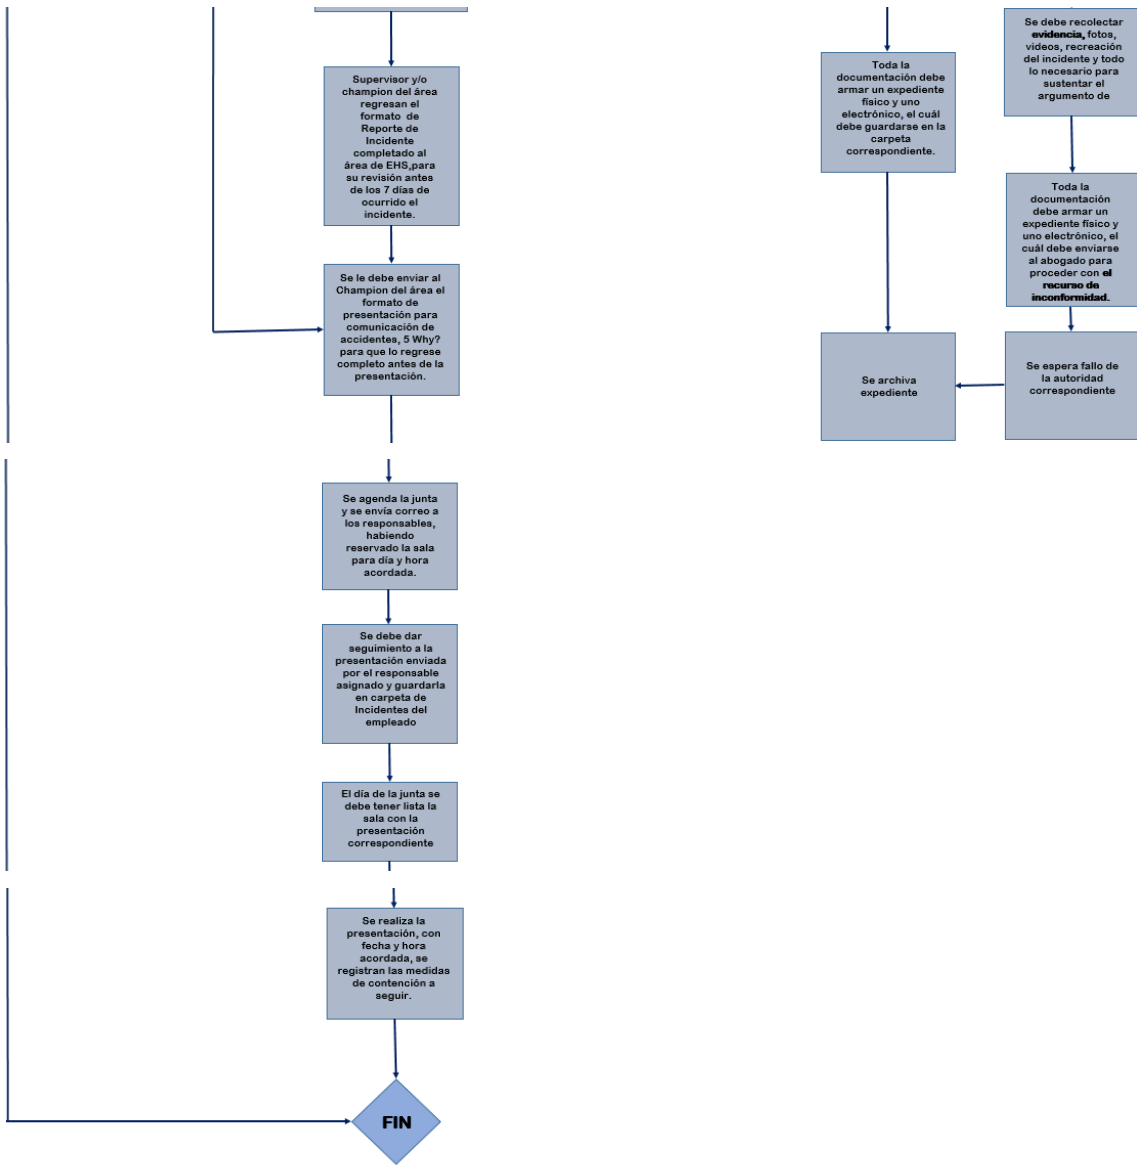 Supervisor y/o
champion del área
regresan el
formato de
Reporte de
Incidente
completado al
área de EHS,para
su revisión antes
de los 7 días de
ocurrido el
incidente.
Se le debe enviar al
Champion del área el
formato de
presentación para
comunicación de
accidentes, 5 Why?
para que lo regrese
completo antes de la
presentación.
Se agenda la junta
y se envía correo a
los responsables,
habiendo
reservado la sala
para día y hora
acordada.
Se debe dar
seguimiento a la
presentación enviada
por el responsable
asignado y guardarla
en carpeta de
Incidentes del
empleado
El día de la junta se
debe tener lista la
sala con la
presentación
correspondiente
Se realiza la
presentación, con
fecha y hora
acordada, se
registran las medidas
de contención a
seguir.
FIN
Toda la
documentación debe
armar un expediente
físico y uno
electrónico, el cuál
debe guardarse en la
carpeta
correspondiente.
Se archiva
expediente
Se debe recolectar
evidencia, fotos,
videos, recreación
del incidente y todo
lo necesario para
sustentar el
argumento de
Toda la
documentación
debe armar un
expediente físico y
uno electrónico, el
cuál debe enviarse
al abogado para
proceder con el
recurso de
inconformidad.
Se espera fallo de
la autoridad
correspondiente